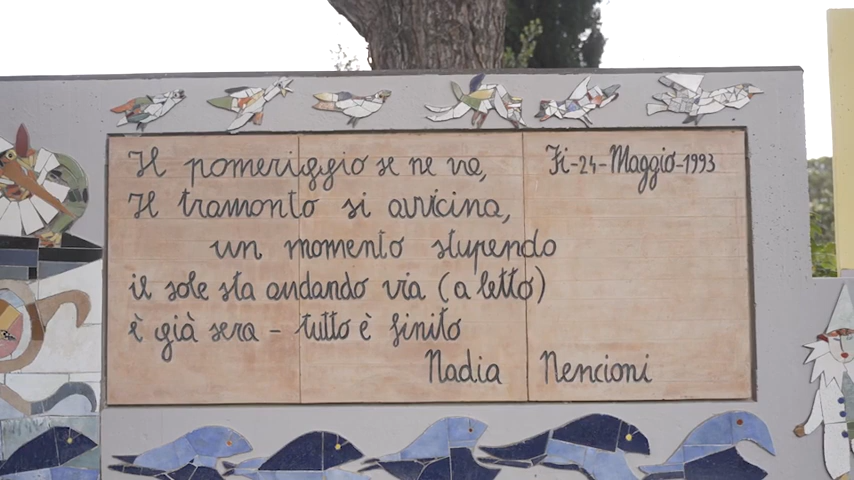 Il pomeriggio se ne va, Fi-24-Maggio-1993
Il tramonto si avvicina,
un momento stupendo
il sole sta andando via (a letto)
è già sera - tutto è finito
Nadia Nencioni